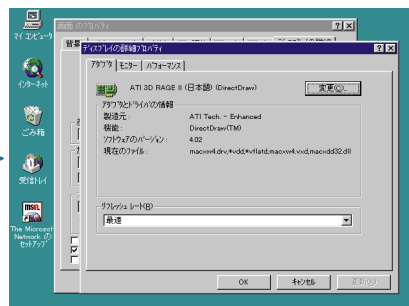 マイ コンピュータ
インターネット
ごみ箱
受信トレイ
msn.
The Microsoft
Network の
セットアップ
画面 のプロパティ
? ×
背景
ディスプレイの詳細プロパティ
? ×
アダプタ モニター パフォーマンス
ATI 3D RAGE II (日本語) (DirectDraw)
変更(C)...
アダプタとドライバの情報
製造元: ATI Tech. - Enhanced
機能: DirectDraw(TM)
ソフトウェアのバージョン: 4.02
現在のファイル: macxw4.drv,*vdd,*vflatd,macxw4.vxd,macxdd32.dll
リフレッシュ レート(R)
最適
OK キャンセル 更新(A)